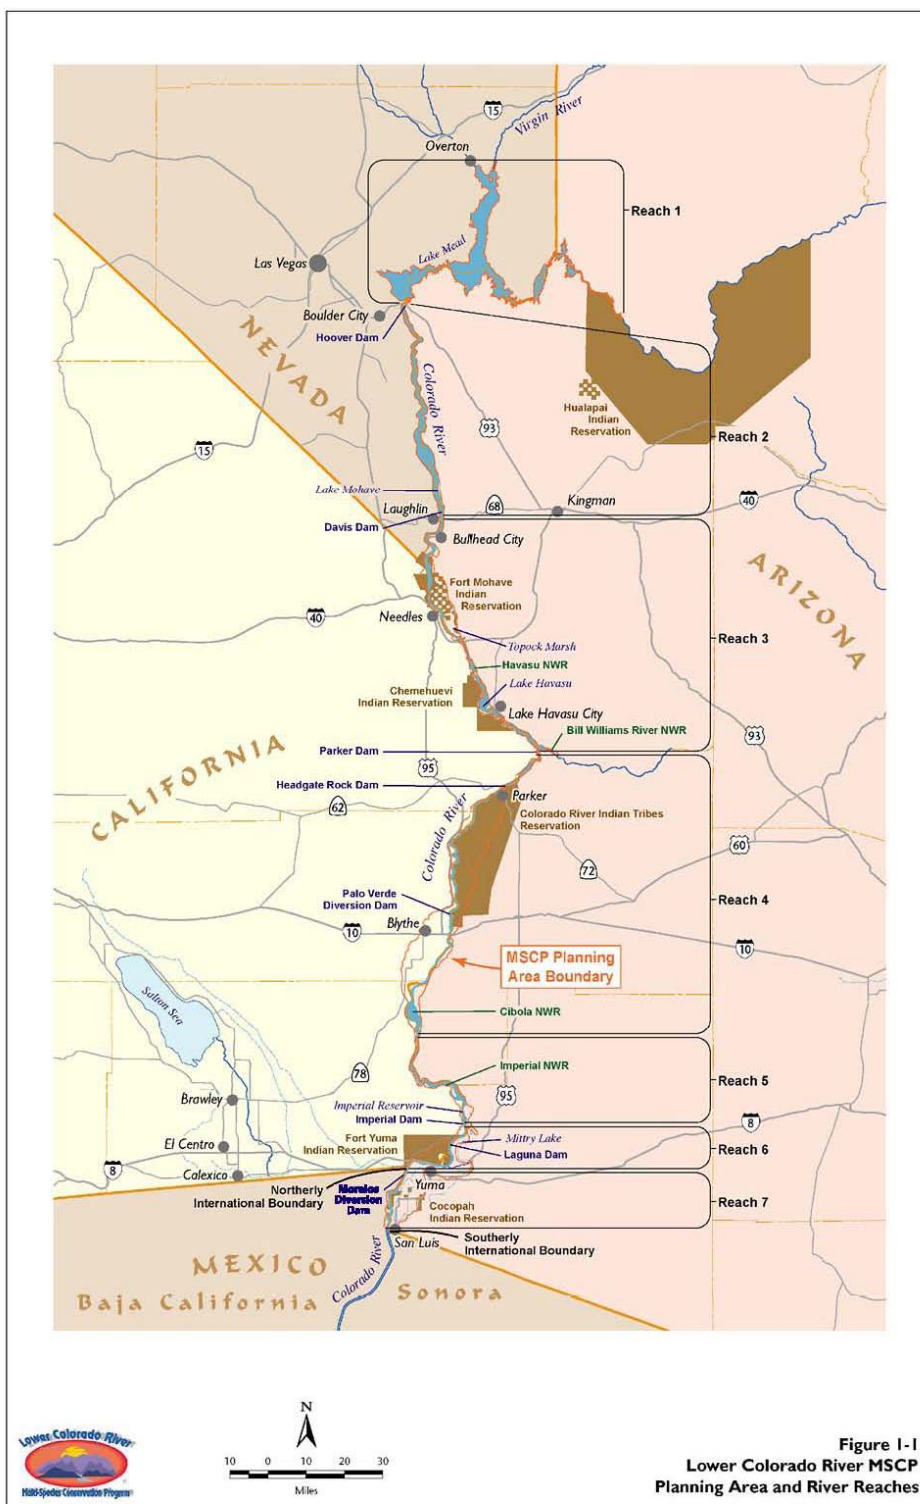 15
Virgin River
Overton
Reach 1
Lake Mead
Las Vegas
Boulder City
Hoover Dam
NEVADA
Colorado River
Hualapai
Indian
Reservation
93
Reach 2
15
Lake Mohave
Laughlin
68
Kingman
40
Davis Dam
Bullhead City
ARIZONA
Fort Mohave
Indian
Reservation
40
Needles
Reach 3
Topock Marsh
Havasu NWR
Lake Havasu
Chemehuevi
Indian Reservation
Lake Havasu City
Bill Williams River NWR
93
CALIFORNIA
Parker Dam
95
Headgate Rock Dam
Parker
62
Colorado River Indian Tribes
Reservation
Colorado River
60
72
Palo Verde
Diversion Dam
Reach 4
Blythe
10
10
MSCP Planning
Area Boundary
Salton Sea
Cibola NWR
Imperial NWR
78
Reach 5
95
Brawley
Imperial Reservoir
Imperial Dam
8
Fort Yuma
Indian Reservation
Mittry Lake
Laguna Dam
Reach 6
El Centro
8
Calexico
Northerly
International Boundary
Morelos
Diversion
Dam
Yuma
Reach 7
Cocopah
Indian Reservation
San Luis
Southerly
International Boundary
MEXICO
Baja California
Colorado River
Sonora
Lower Colorado River
Multi-Species Conservation Program
N
10 0 10 20 30
Miles
Figure 1-1
Lower Colorado River MSCP
Planning Area and River Reaches